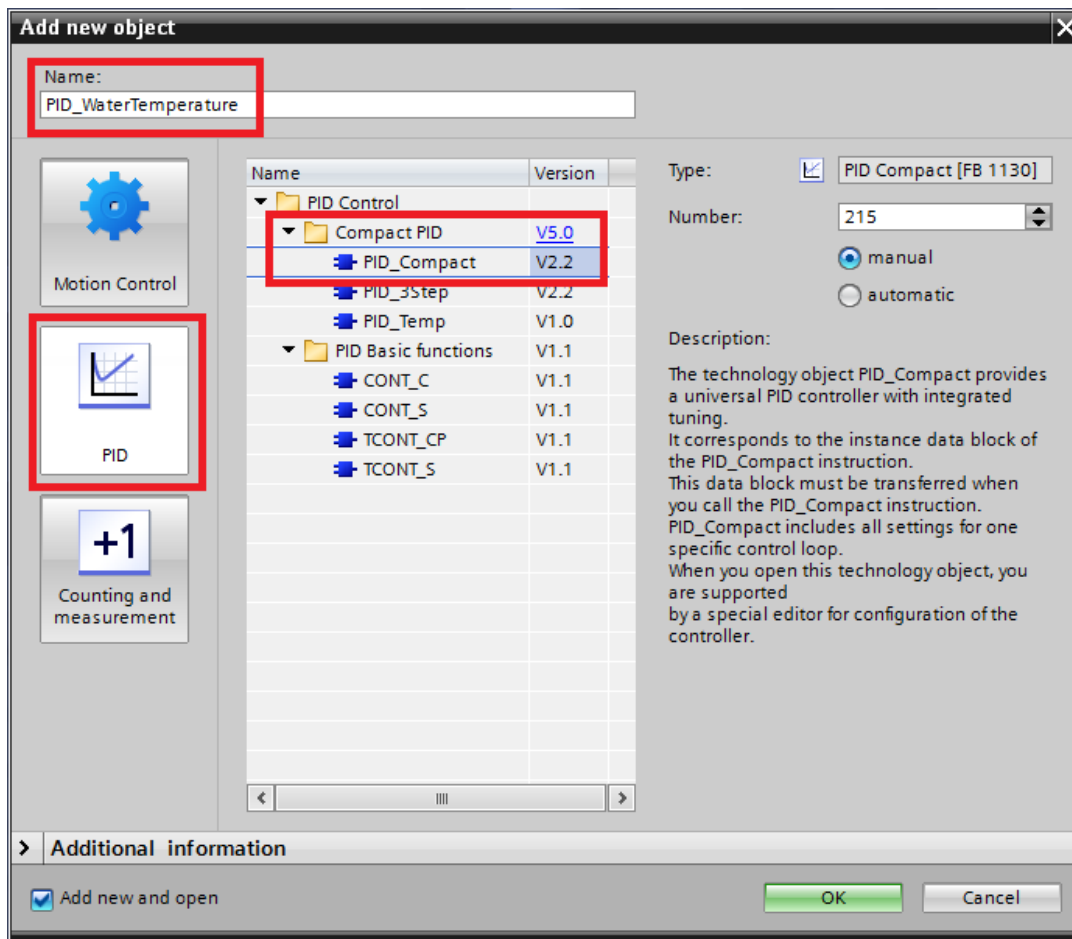 Add new object
Name:
PID_WaterTemperature
Motion Control
PID
+1
Counting and
measurement
Name Version
PID Control
Compact PID V5.0
PID_Compact V2.2
PID_3Step V2.2
PID_Temp V1.0
PID Basic functions V1.1
CONT_C V1.1
CONT_S V1.1
TCONT_CP V1.1
TCONT_S V1.1
Type: PID Compact [FB 1130]
Number: 215
manual
automatic
Description:
The technology object PID_Compact provides
a universal PID controller with integrated
tuning.
It corresponds to the instance data block of
the PID_Compact instruction.
This data block must be transferred when
you call the PID_Compact instruction.
PID_Compact includes all settings for one
specific control loop.
When you open this technology object, you
are supported
by a special editor for configuration of the
controller.
Additional information
Add new and open
OK Cancel